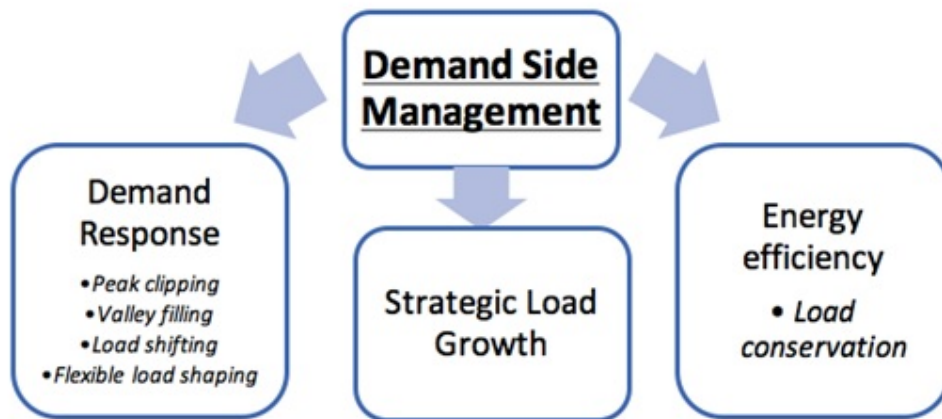 Demand Side
Management
Demand
Response
•Peak clipping
•Valley filling
•Load shifting
•Flexible load shaping
Strategic Load
Growth
Energy
efficiency
• Load
conservation